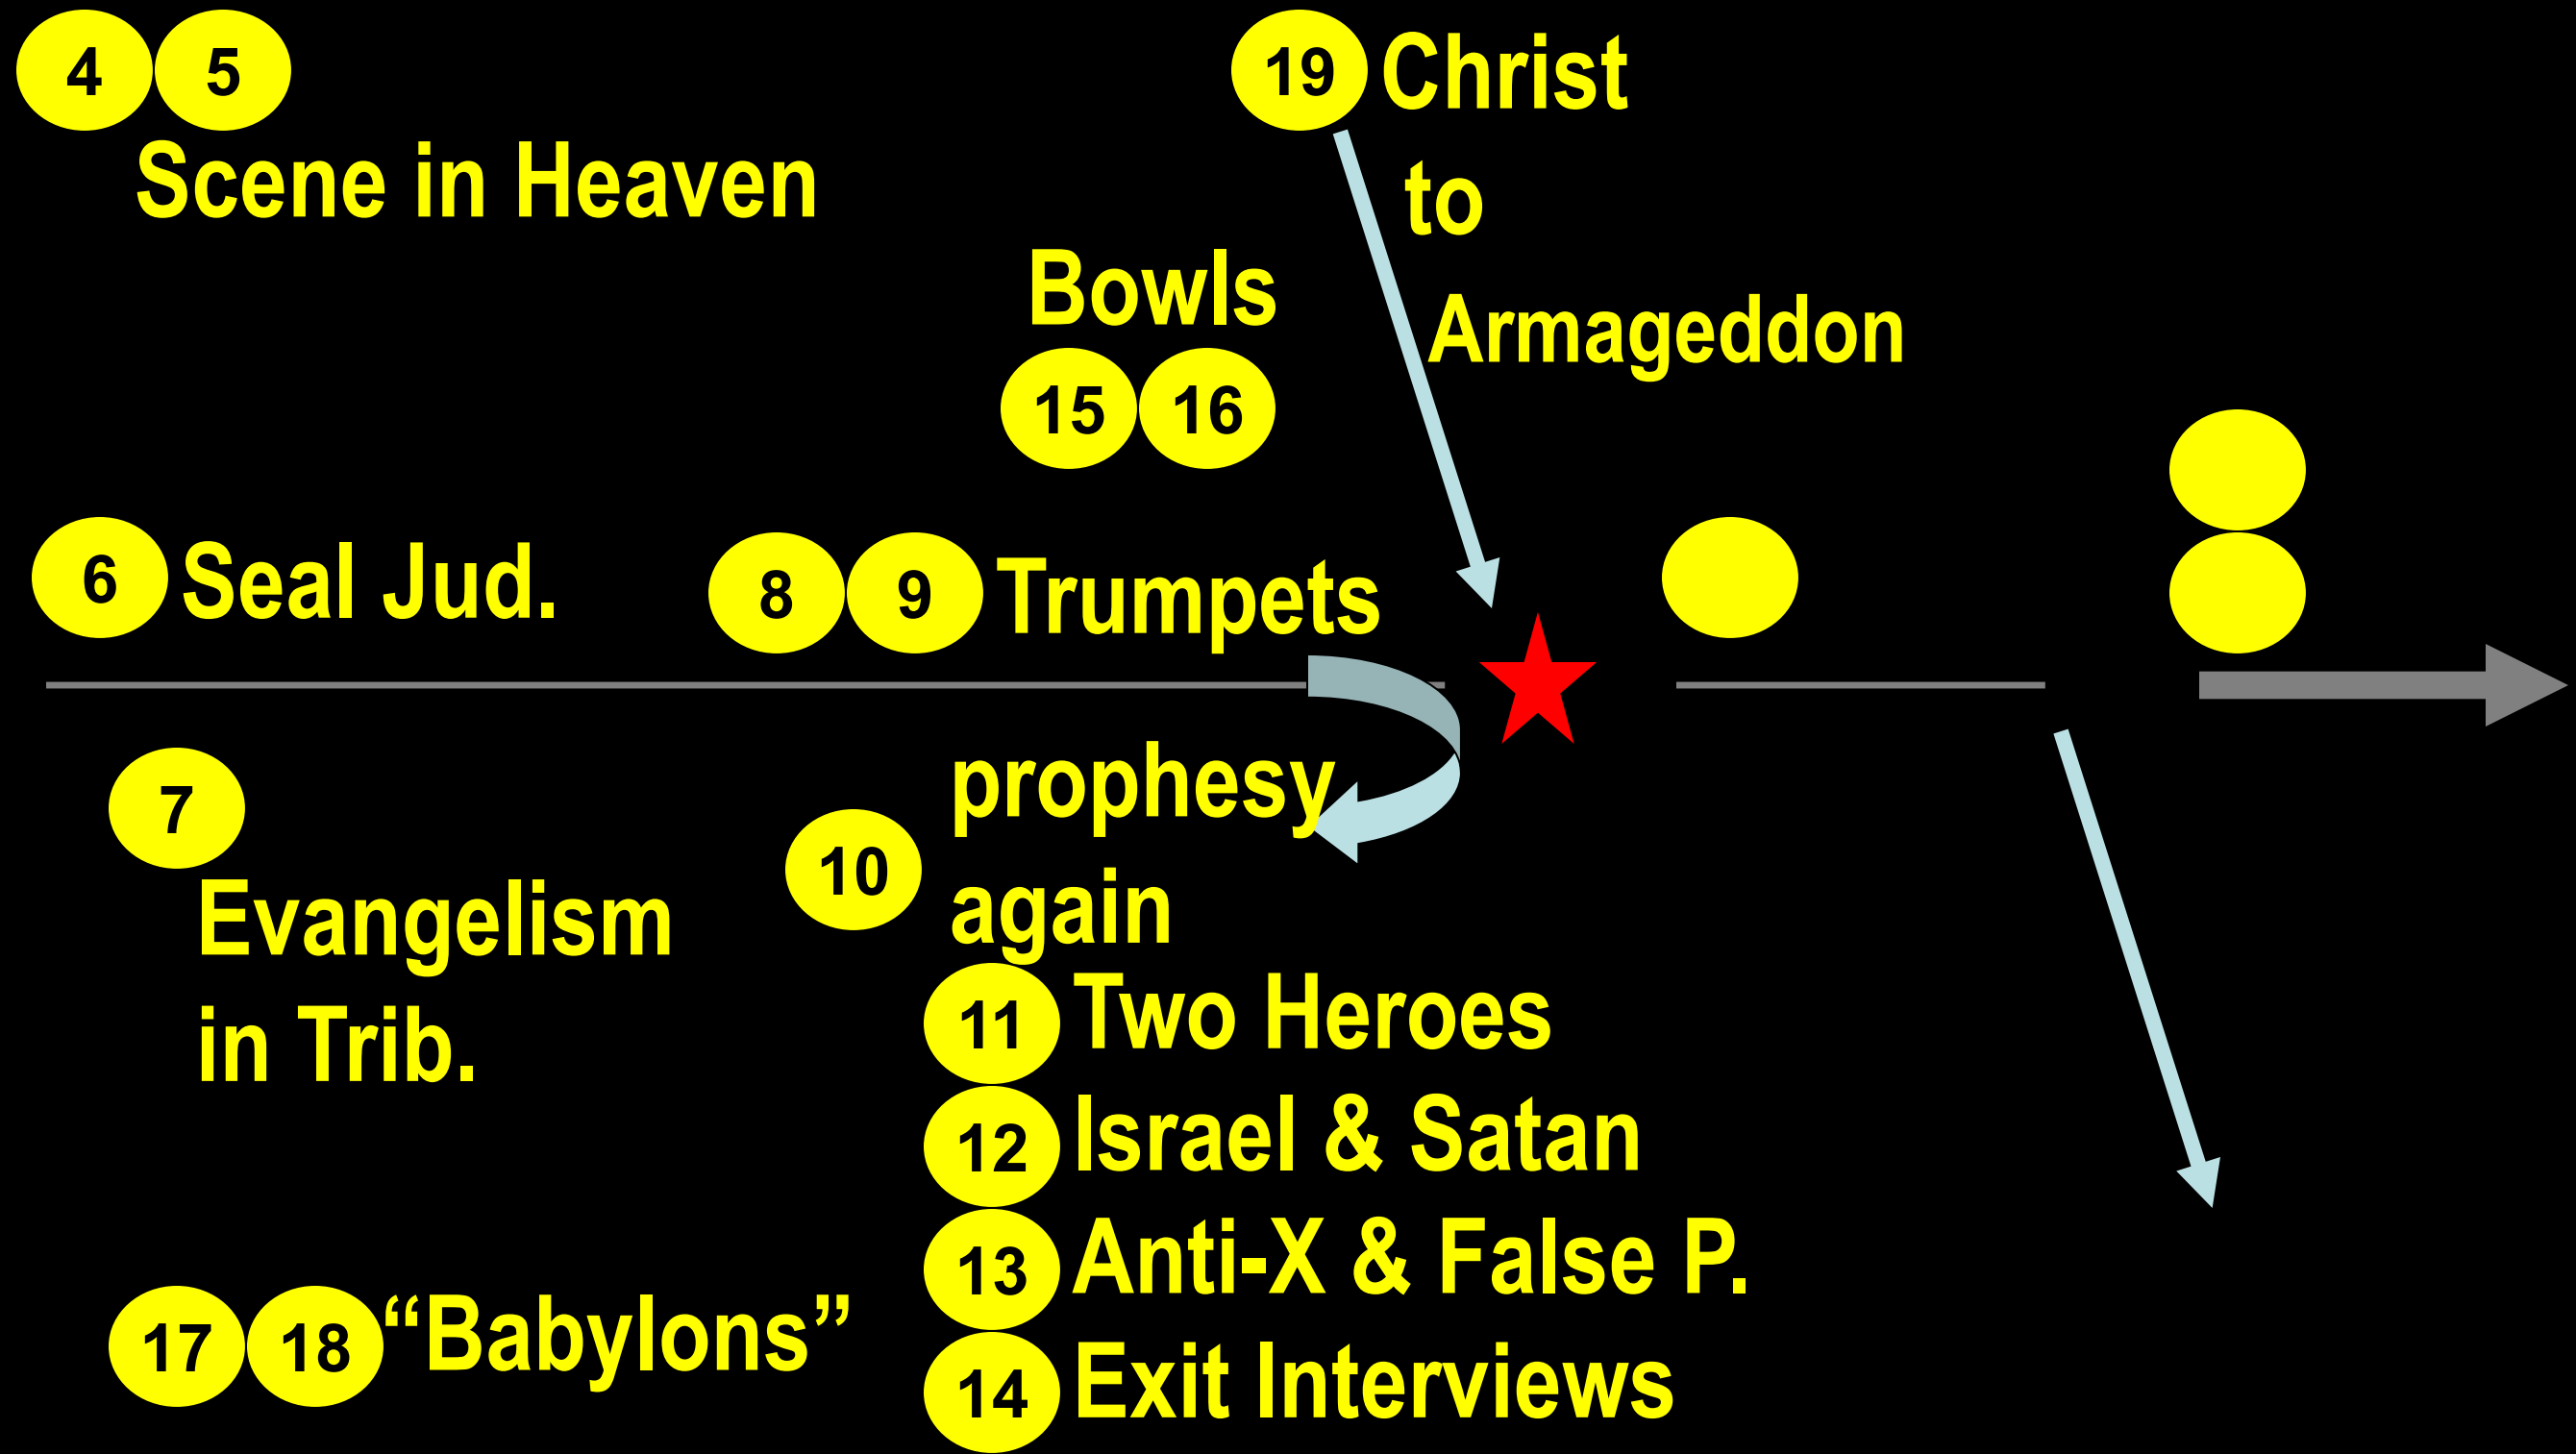 4 5
Scene in Heaven
19 Christ
to
Armageddon
Bowls
15 16
6 Seal Jud.
8 9 Trumpets
7
Evangelism
in Trib.
10 prophesy
again
11 Two Heroes
12 Israel & Satan
13 Anti-X & False P.
14 Exit Interviews
17 18 “Babylons”